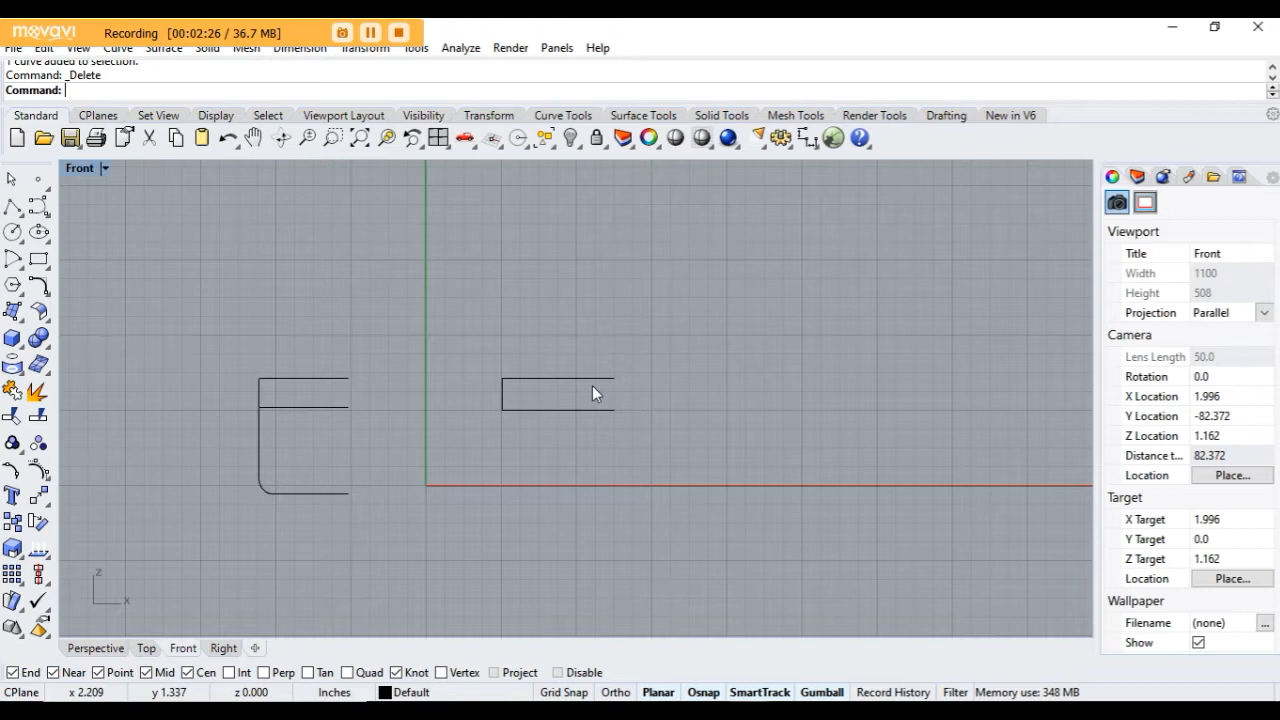 movavi Recording [00:02:26 / 36.7 MB]
File Edit View Curve Surface Solid Mesh Dimension Transform Tools Analyze Render Panels Help
1 curve added to selection.
Command: _Delete
Command:
Standard CPlanes Set View Display Select Viewport Layout Visibility Transform Curve Tools Surface Tools Solid Tools Mesh Tools Render Tools Drafting New in V6
Front
Viewport
Title Front
Width 1100
Height 508
Projection Parallel
Camera
Lens Length 50.0
Rotation 0.0
X Location 1.996
Y Location -82.372
Z Location 1.162
Distance t... 82.372
Location Place...
Target
X Target 1.996
Y Target 0.0
Z Target 1.162
Location Place...
Wallpaper
Filename (none) ...
Show
z
x
Perspective Top Front Right
End Near Point Mid Cen Int Perp Tan Quad Knot Vertex Project Disable
CPlane x 2.209 y 1.337 z 0.000 Inches Default Grid Snap Ortho Planar Osnap SmartTrack Gumball Record History Filter Memory use: 348 MB